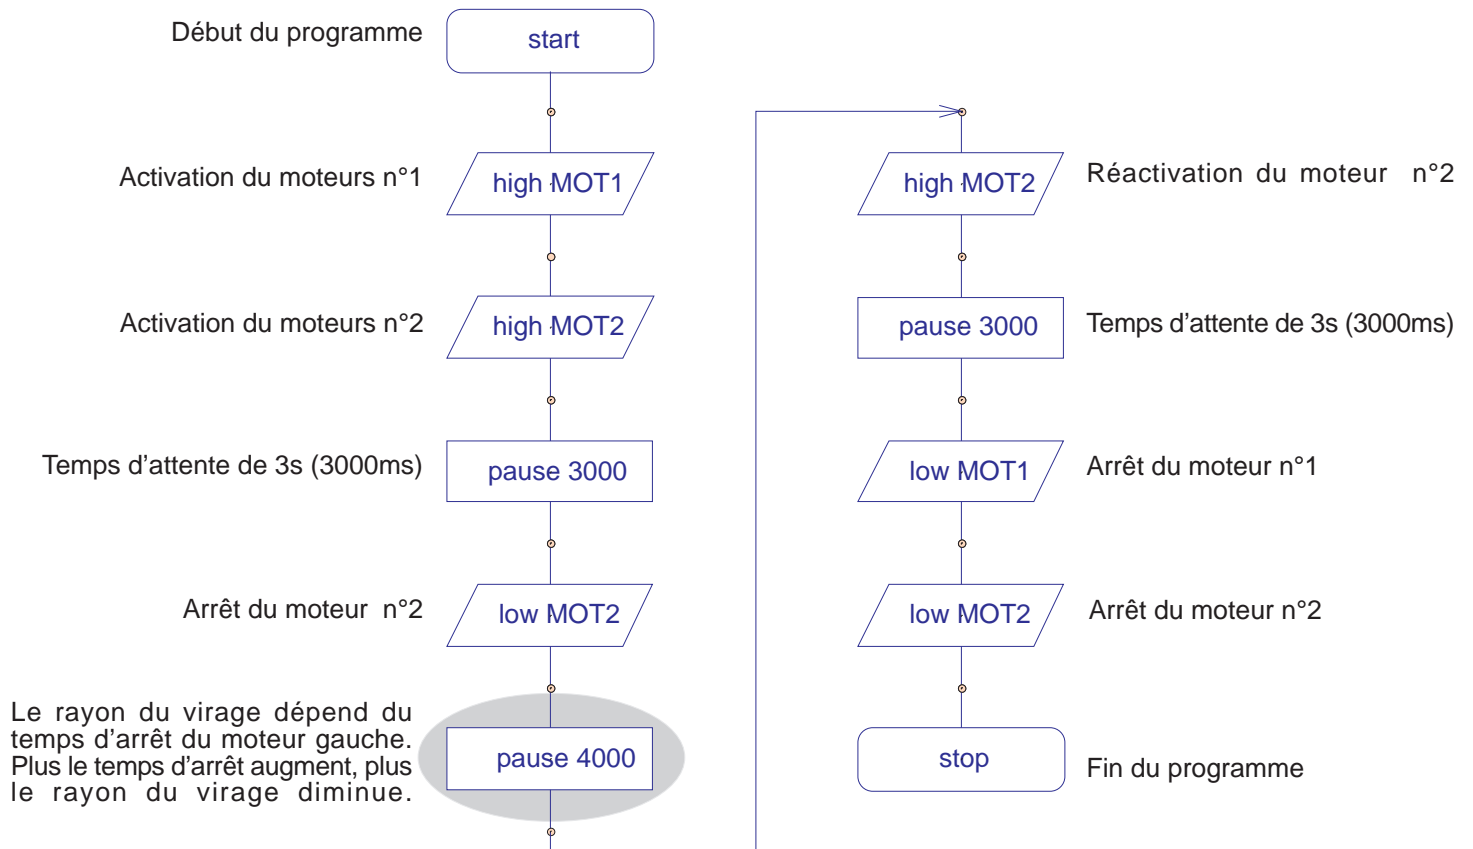 Début du programme
start
Activation du moteurs n°1
high MOT1
Activation du moteurs n°2
high MOT2
Temps d'attente de 3s (3000ms)
pause 3000
Arrêt du moteur n°2
low MOT2
Le rayon du virage dépend du
temps d'arrêt du moteur gauche.
Plus le temps d'arrêt augment, plus
le rayon du virage diminue.
pause 4000
high MOT2
Réactivation du moteur n°2
pause 3000
Temps d'attente de 3s (3000ms)
low MOT1
Arrêt du moteur n°1
low MOT2
Arrêt du moteur n°2
stop
Fin du programme